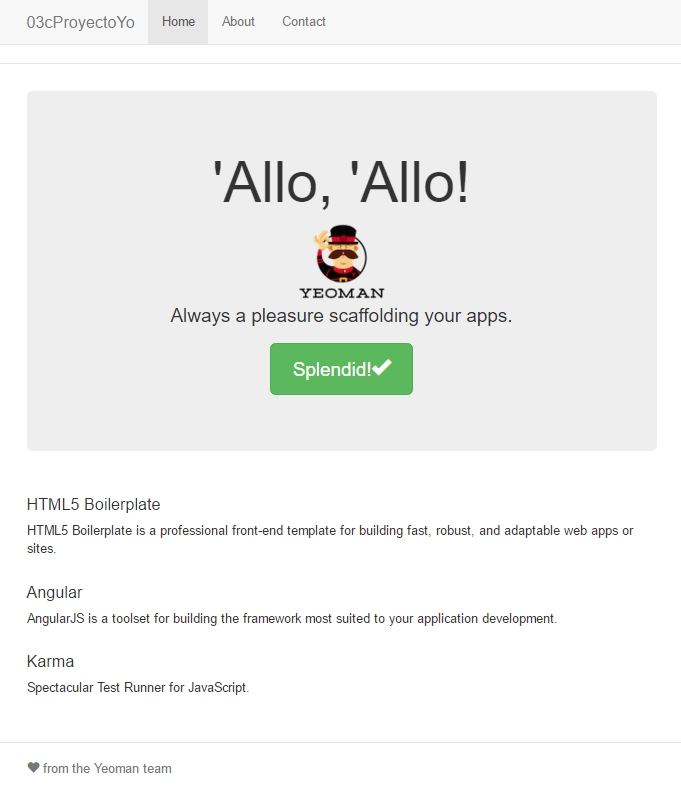 03cProyectoYo Home About Contact
'Allo, 'Allo!
YEOMAN
Always a pleasure scaffolding your apps.
Splendid!
HTML5 Boilerplate
HTML5 Boilerplate is a professional front-end template for building fast, robust, and adaptable web apps or
sites.
Angular
AngularJS is a toolset for building the framework most suited to your application development.
Karma
Spectacular Test Runner for JavaScript.
from the Yeoman team